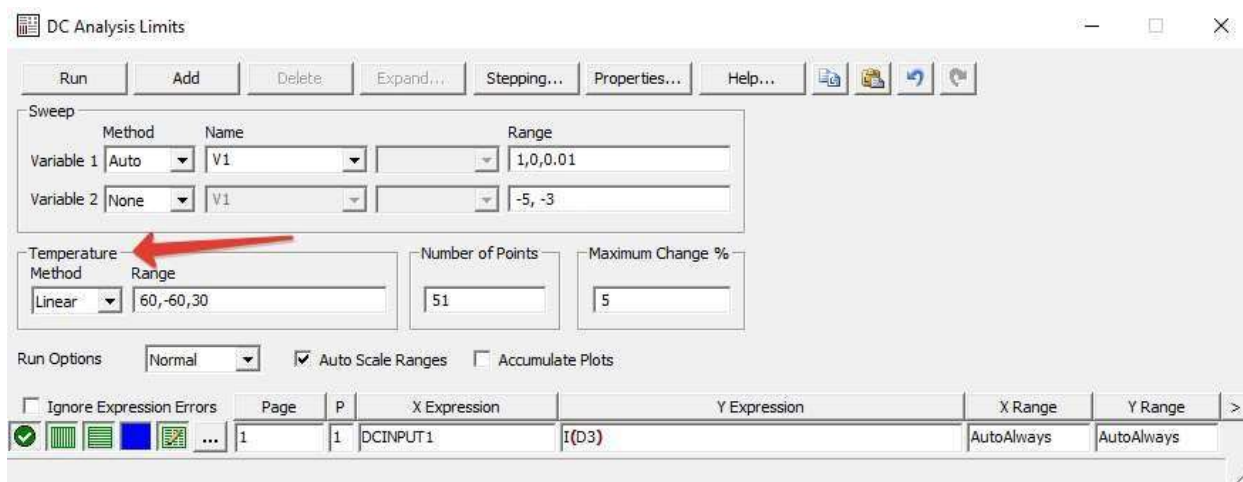 DC Analysis Limits
Run Add Delete Expand... Stepping... Properties... Help...
Sweep
Method Name Range
Variable 1 Auto V1 1,0,0.01
Variable 2 None V1 -5, -3
Temperature Number of Points Maximum Change %
Method Range
Linear 60,-60,30 51 5
Run Options Normal Auto Scale Ranges Accumulate Plots
Ignore Expression Errors Page P X Expression Y Expression X Range Y Range >
... 1 1 DCINPUT1 I(D3) AutoAlways AutoAlways